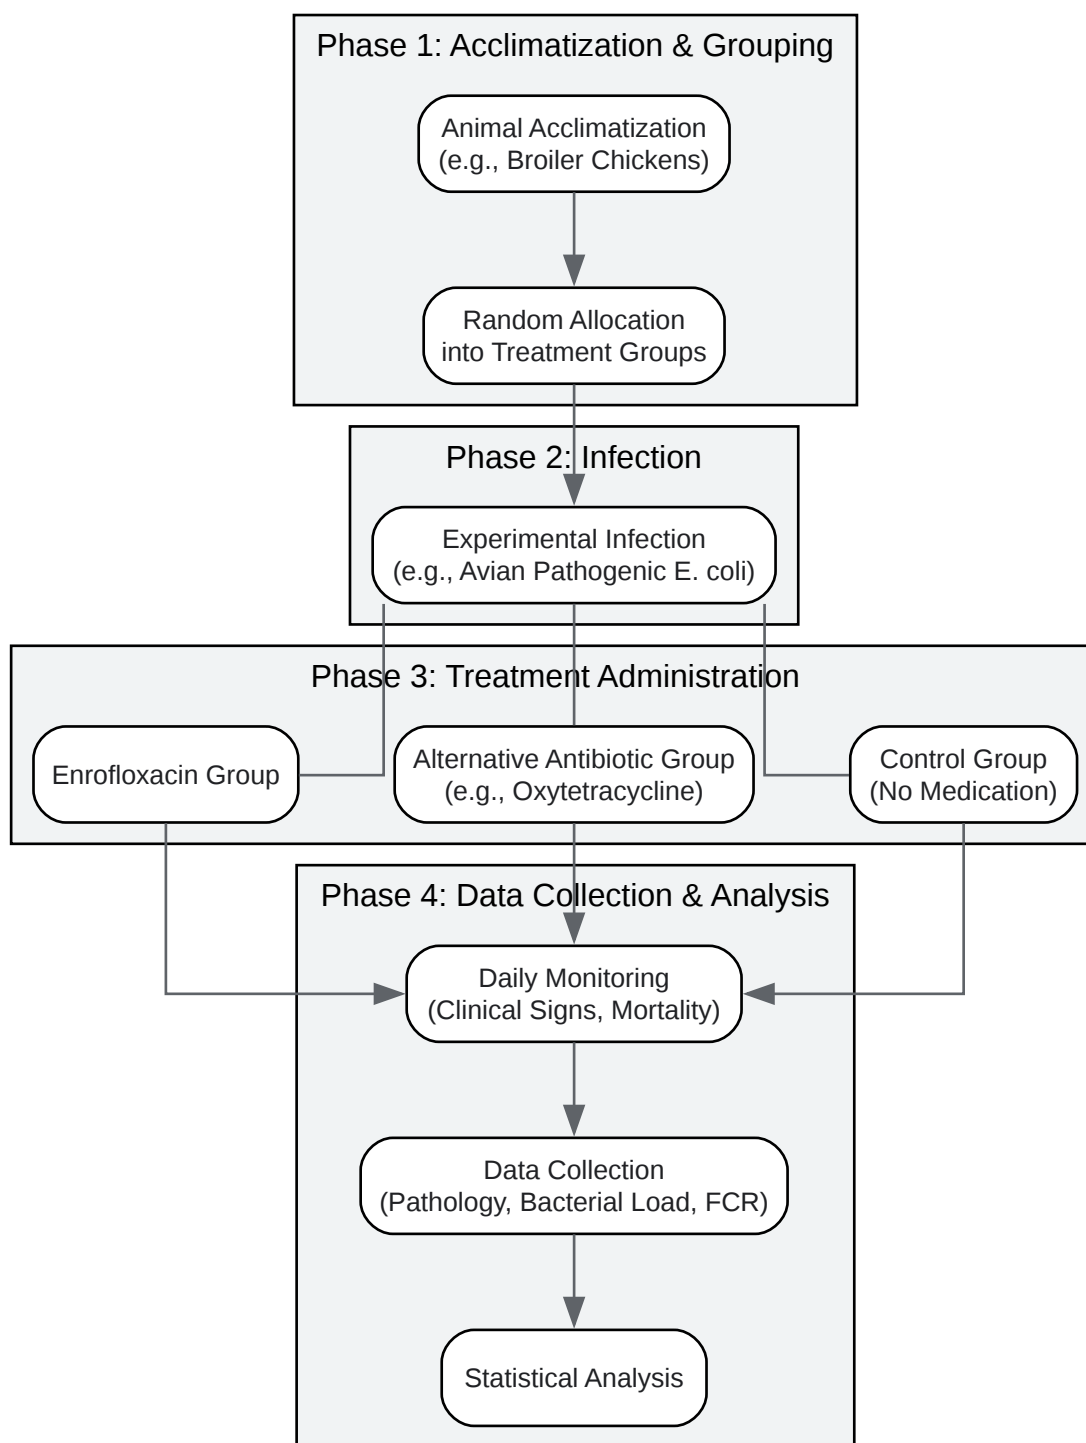 Phase 1: Acclimatization & Grouping
Animal Acclimatization
(e.g., Broiler Chickens)
Random Allocation
into Treatment Groups
Phase 2: Infection
Experimental Infection
(e.g., Avian Pathogenic E. coli)
Phase 3: Treatment Administration
Enrofloxacin Group
Alternative Antibiotic Group
(e.g., Oxytetracycline)
Control Group
(No Medication)
Phase 4: Data Collection & Analysis
Daily Monitoring
(Clinical Signs, Mortality)
Data Collection
(Pathology, Bacterial Load, FCR)
Statistical Analysis